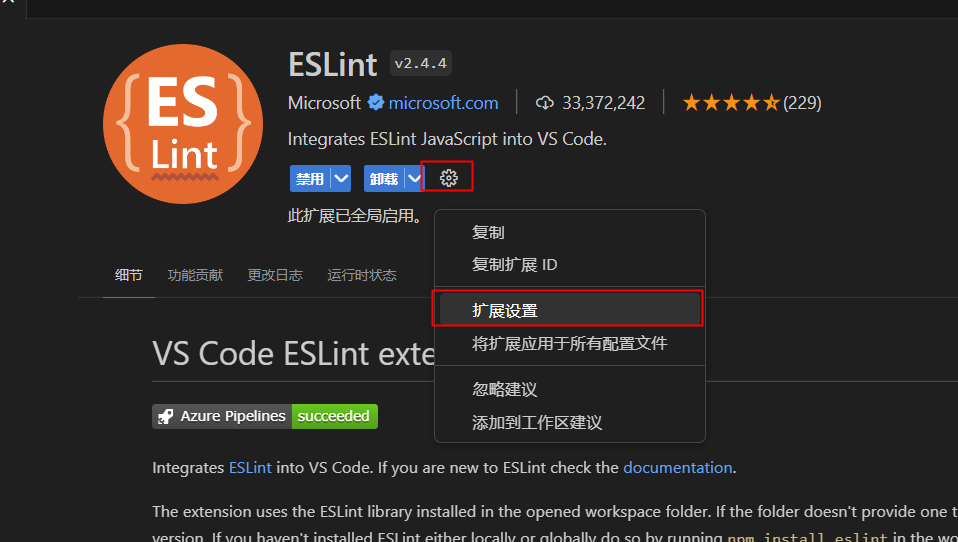 ES
Lint
ESLint v2.4.4
Microsoft microsoft.com 33,372,242 (229)
Integrates ESLint JavaScript into VS Code.
禁用 卸载
此扩展已全局启用。
复制
复制扩展 ID
细节 功能贡献 更改日志 运行时状态
扩展设置
将扩展应用于所有配置文件
VS Code ESLint exte
忽略建议
Azure Pipelines succeeded
添加到工作区建议
Integrates ESLint into VS Code. If you are new to ESLint check the documentation.
The extension uses the ESLint library installed in the opened workspace folder. If the folder doesn't provide one t
version. If you haven't installed ESLint either locally or globally do so by running npm install eslint in the wo